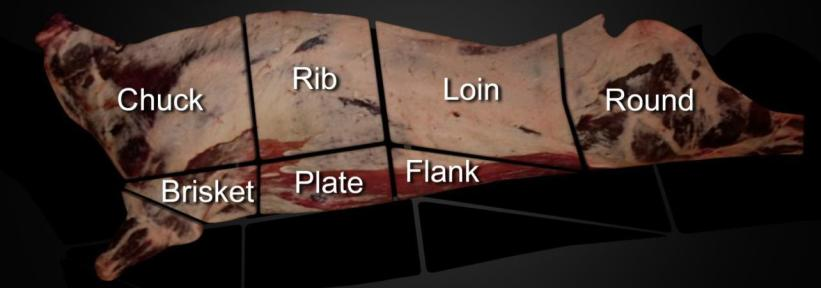 Chuck
Rib
Loin
Round
Brisket
Plate
Flank